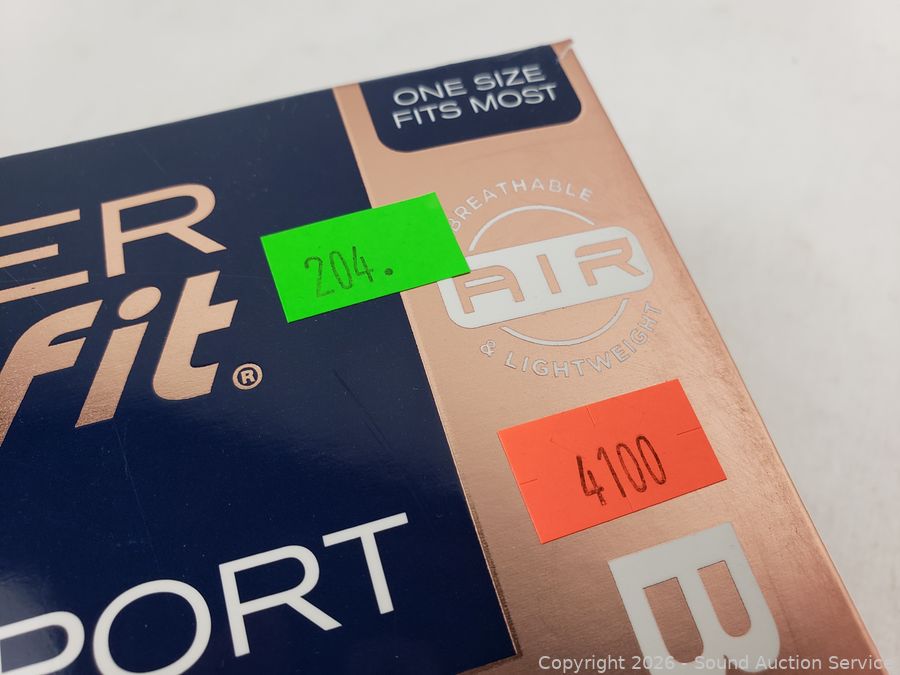 ONE SIZE
FITS MOST
ER
fit®
BREATHABLE
AIR
& LIGHTWEIGHT
204.
4100
PORT
B
Copyright 2026 - Sound Auction Service